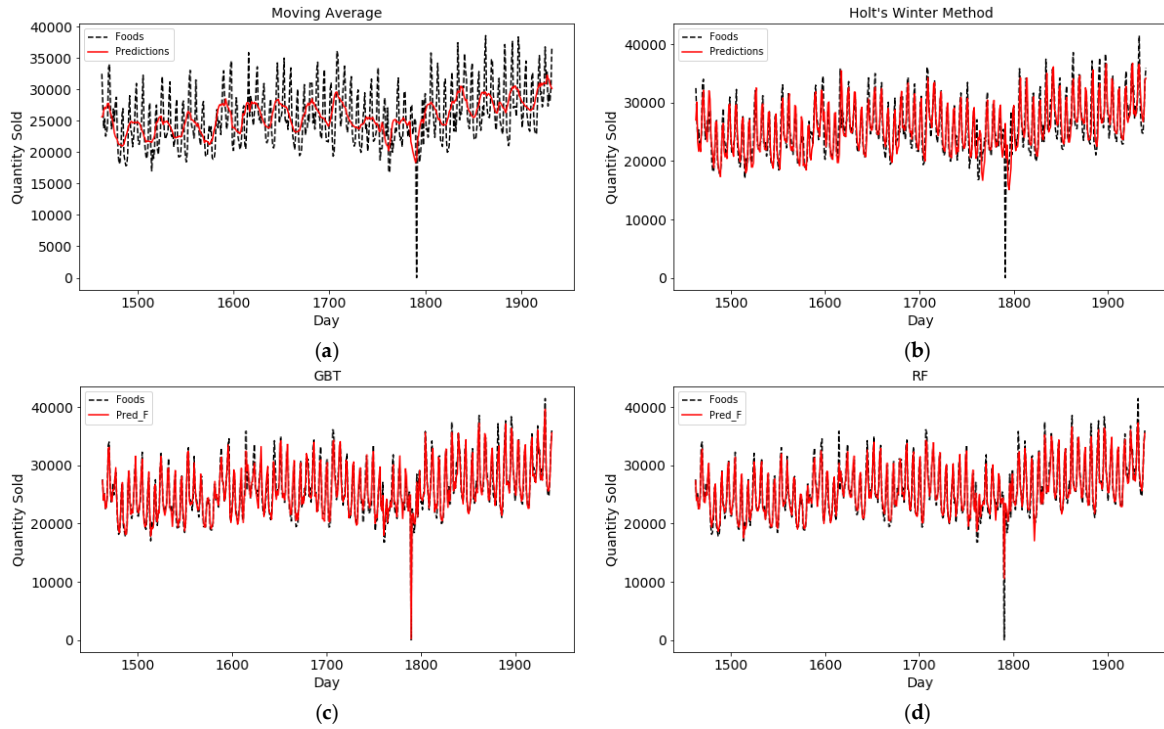 Moving Average
Foods
Predictions
Quantity Sold
40000
35000
30000
25000
20000
15000
10000
5000
0
1500 1600 1700 1800 1900
Day
(a)
Holt's Winter Method
Foods
Predictions
Quantity Sold
40000
30000
20000
10000
0
1500 1600 1700 1800 1900
Day
(b)
GBT
Foods
Pred_F
Quantity Sold
40000
30000
20000
10000
0
1500 1600 1700 1800 1900
Day
(c)
RF
Foods
Pred_F
Quantity Sold
40000
30000
20000
10000
0
1500 1600 1700 1800 1900
Day
(d)